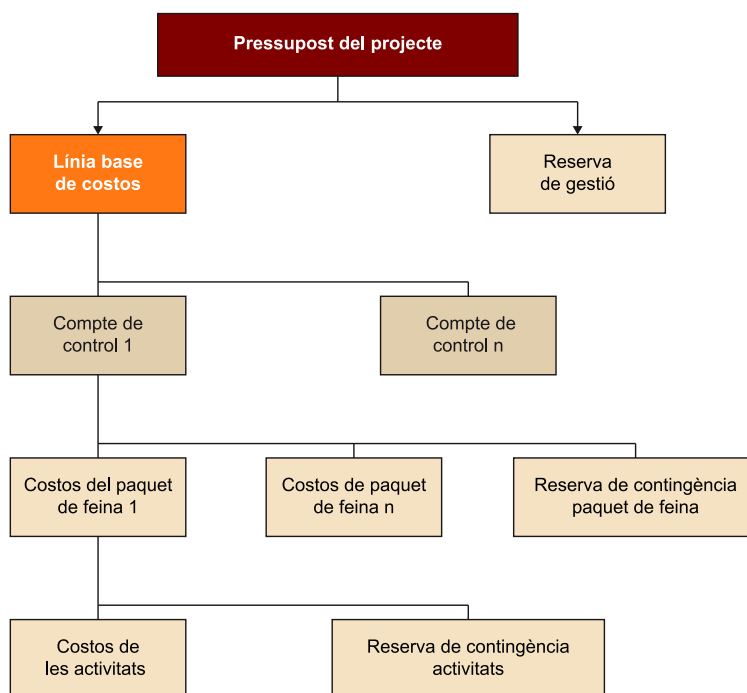 Pressupost del projecte
Línia base
de costos
Reserva
de gestió
Compte de
control 1
Compte de
control n
Costos del paquet
de feina 1
Costos de paquet
de feina n
Reserva de contingència
paquet de feina
Costos de
les activitats
Reserva de contingència
activitats